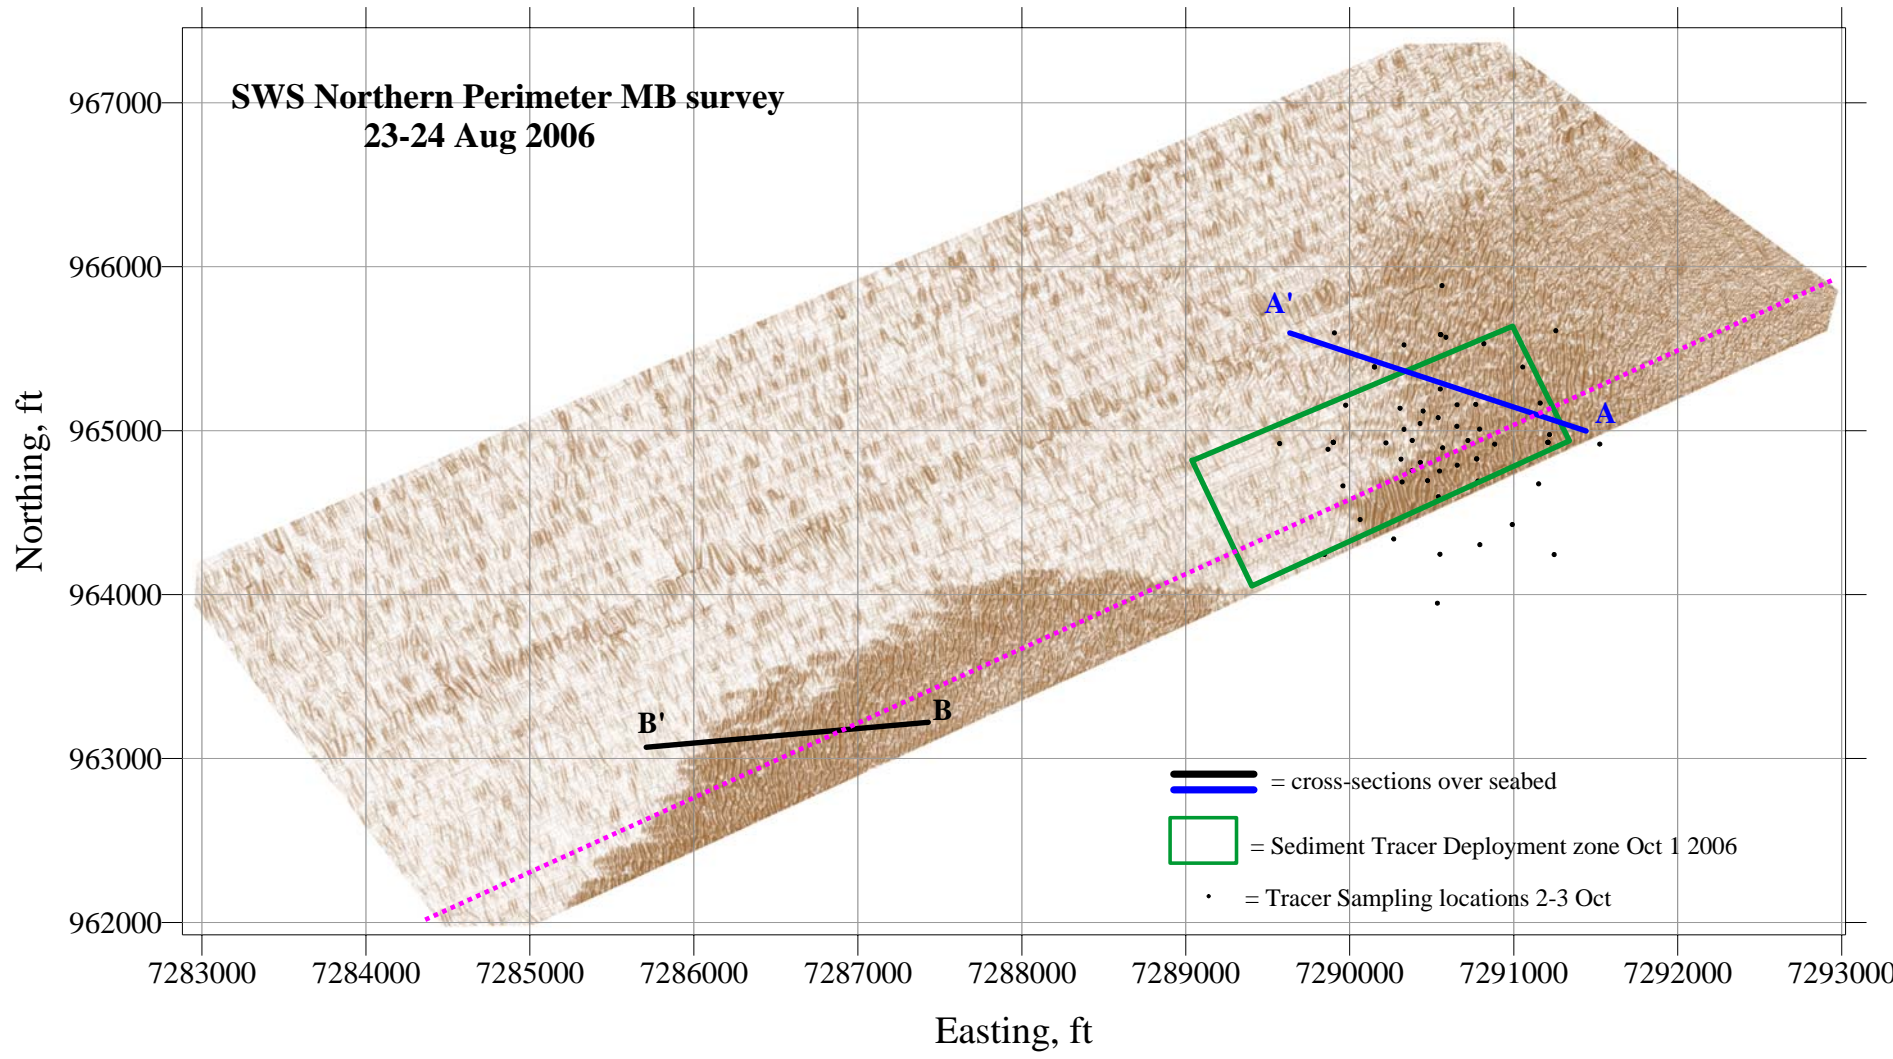 SWS Northern Perimeter MB survey
23-24 Aug 2006
967000
966000
965000
964000
963000
962000
Northing, ft
A'
A
B'
B
= cross-sections over seabed
= Sediment Tracer Deployment zone Oct 1 2006
= Tracer Sampling locations 2-3 Oct
7283000 7284000 7285000 7286000 7287000 7288000 7289000 7290000 7291000 7292000 7293000
Easting, ft